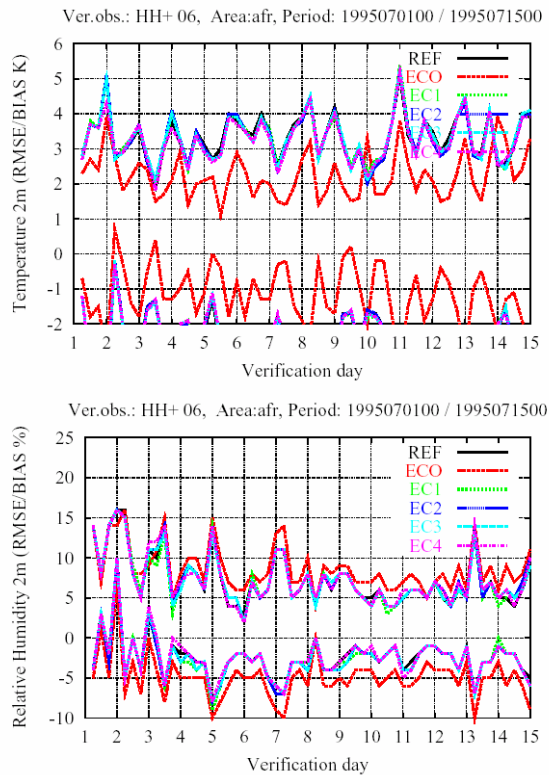 Ver.obs.: HH+ 06, Area:afr, Period: 1995070100 / 1995071500
Temperature 2m (RMSE/BIAS K)
6
5
4
3
2
1
0
-1
-2
REF
ECO
EC1
EC2
1 2 3 4 5 6 7 8 9 10 11 12 13 14 15
Verification day
Ver.obs.: HH+ 06, Area:afr, Period: 1995070100 / 1995071500
Relative Humidity 2m (RMSE/BIAS %)
25
20
15
10
5
0
-5
-10
REF
ECO
EC1
EC2
EC3
EC4
1 2 3 4 5 6 7 8 9 10 11 12 13 14 15
Verification day